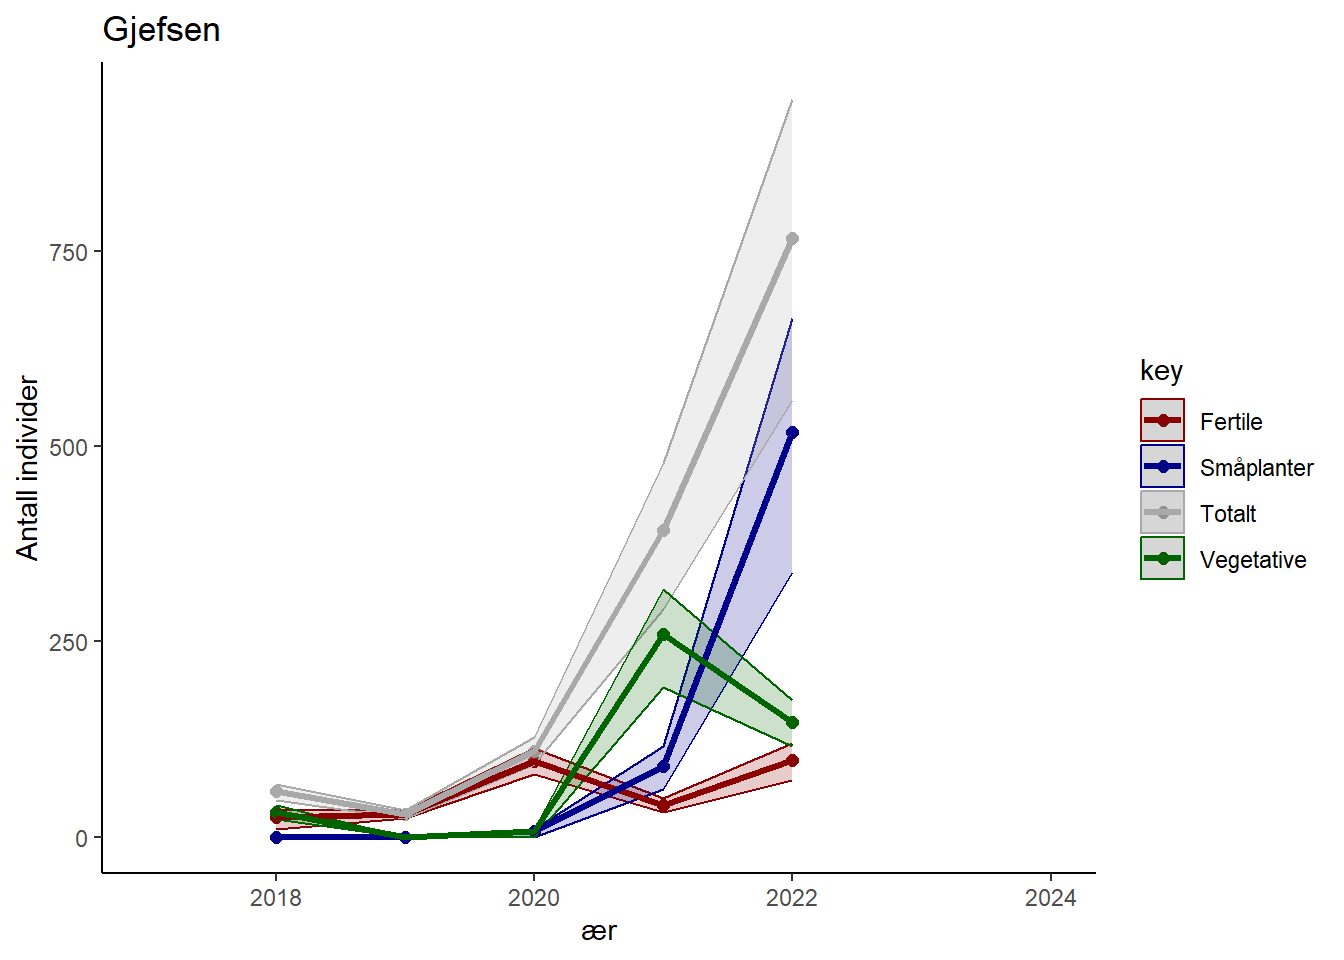 Gjefsen
Antall individer
750
500
250
0
2018
2020
2022
2024
ær
key
Fertile
Småplanter
Totalt
Vegetative